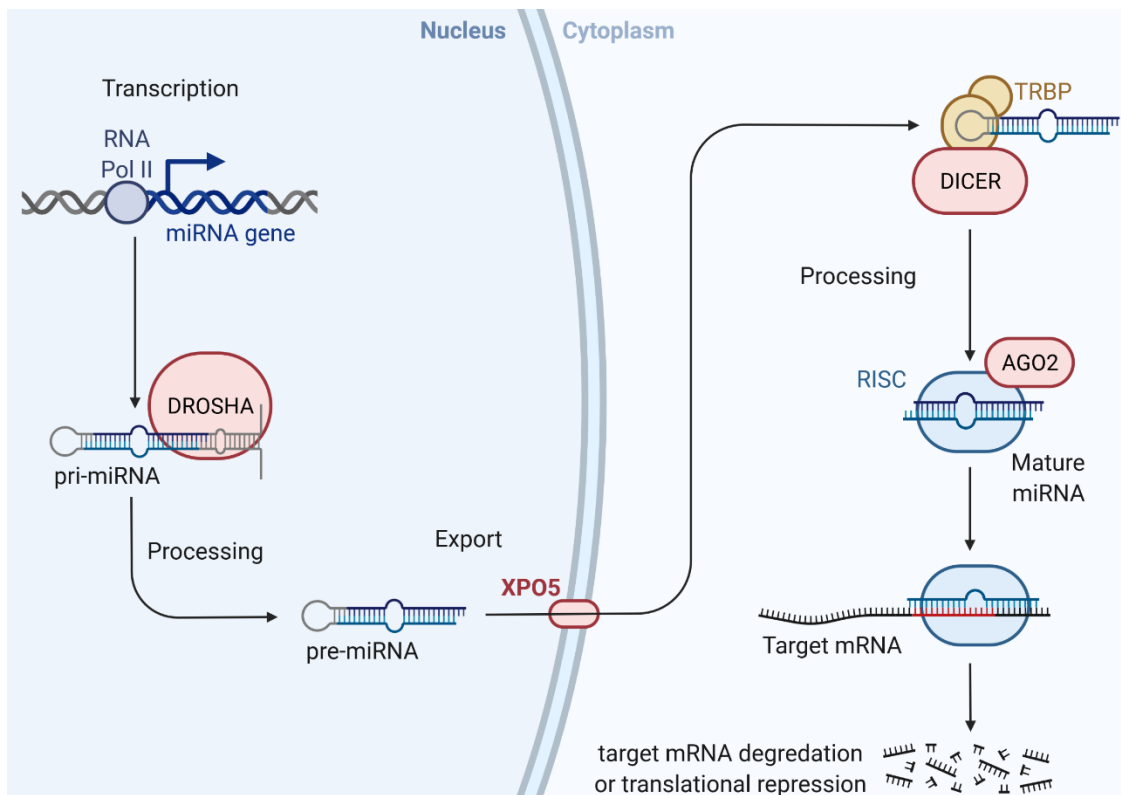 Nucleus
Cytoplasm
Transcription
RNA
Pol II
miRNA gene
DROSHA
pri-miRNA
Processing
pre-miRNA
Export
XPO5
TRBP
DICER
Processing
RISC
AGO2
Mature
miRNA
Target mRNA
target mRNA degredation
or translational repression